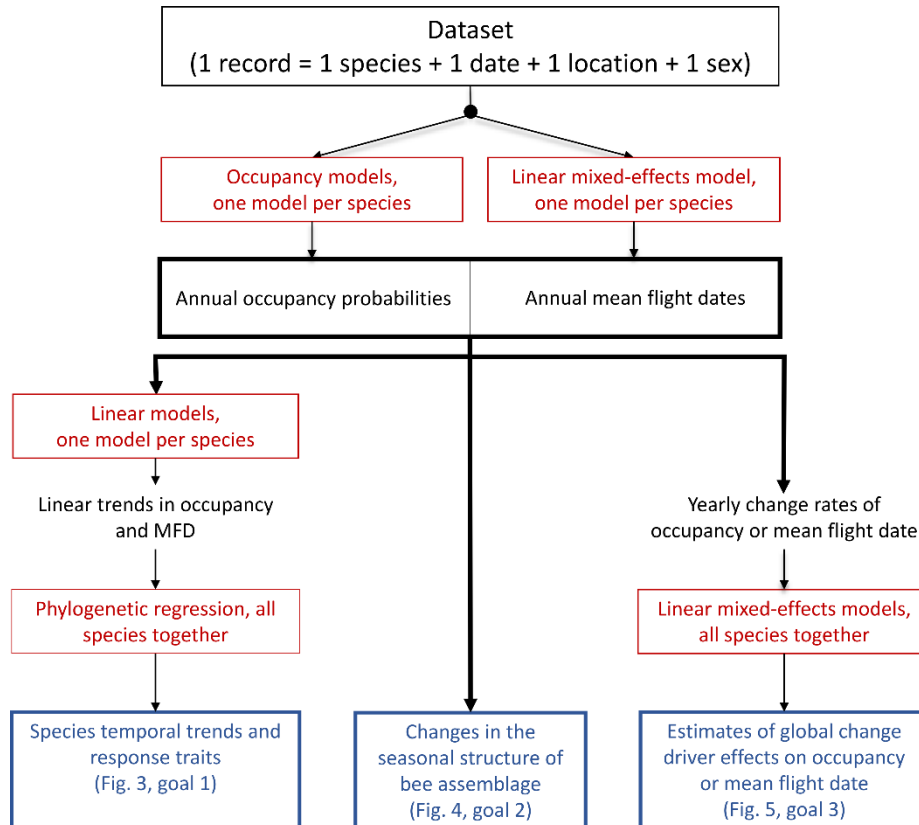 Dataset
(1 record = 1 species + 1 date + 1 location + 1 sex)
Occupancy models,
one model per species
Linear mixed-effects model,
one model per species
Annual occupancy probabilities
Annual mean flight dates
Linear models,
one model per species
Linear trends in occupancy
and MFD
Yearly change rates of
occupancy or mean flight date
Phylogenetic regression, all
species together
Linear mixed-effects models,
all species together
Species temporal trends and
response traits
(Fig. 3, goal 1)
Changes in the
seasonal structure of
bee assemblage
(Fig. 4, goal 2)
Estimates of global change
driver effects on occupancy
or mean flight date
(Fig. 5, goal 3)